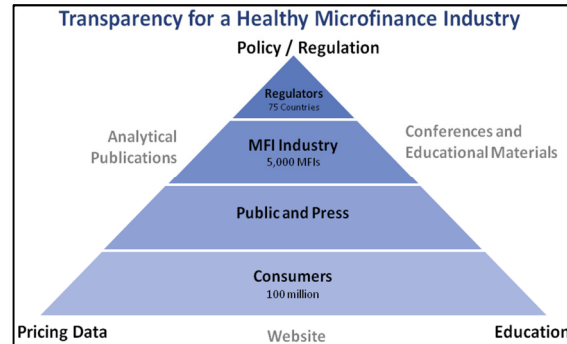 Transparency for a Healthy Microfinance Industry
Policy / Regulation
Regulators
75 Countries
Analytical
Publications
Conferences and
Educational Materials
MFI Industry
5,000 MFIs
Public and Press
Consumers
100 million
Pricing Data
Website
Education